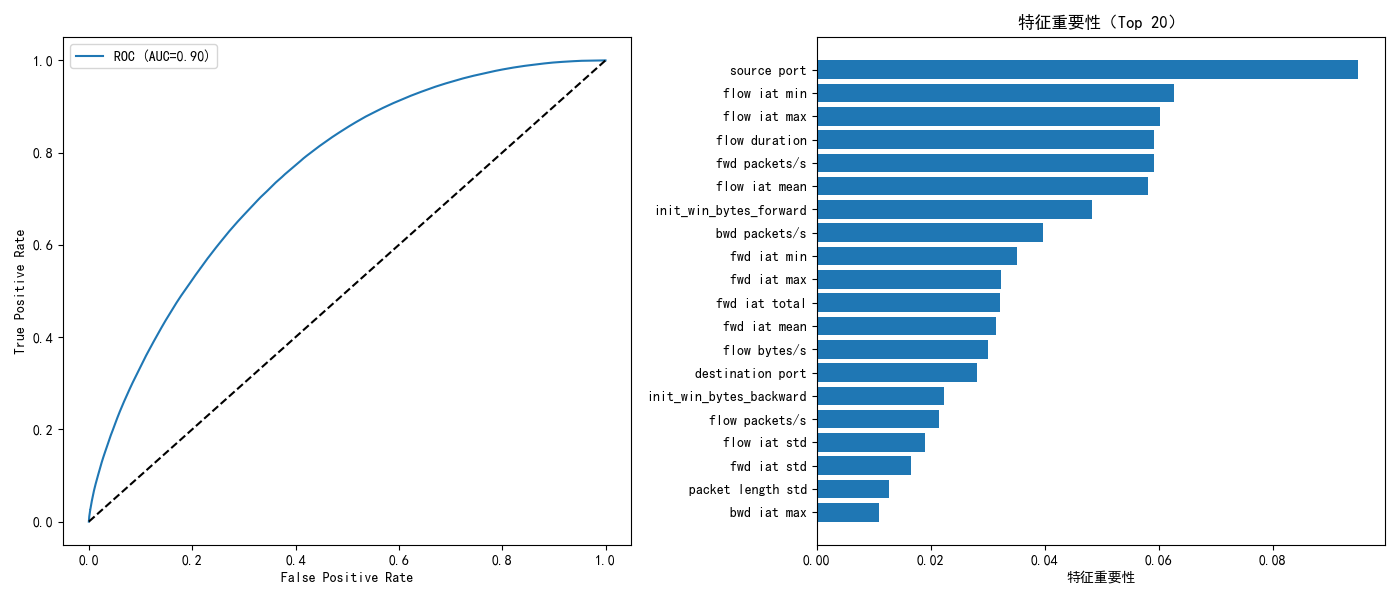 ROC (AUC=0.90)
True Positive Rate
1.0
0.8
0.6
0.4
0.2
0.0
0.0 0.2 0.4 0.6 0.8 1.0
False Positive Rate
特征重要性（Top 20）
source port
flow iat min
flow iat max
flow duration
fwd packets/s
flow iat mean
init_win_bytes_forward
bwd packets/s
fwd iat min
fwd iat max
fwd iat total
fwd iat mean
flow bytes/s
destination port
init_win_bytes_backward
flow packets/s
flow iat std
fwd iat std
packet length std
bwd iat max
0.00 0.02 0.04 0.06 0.08
特征重要性